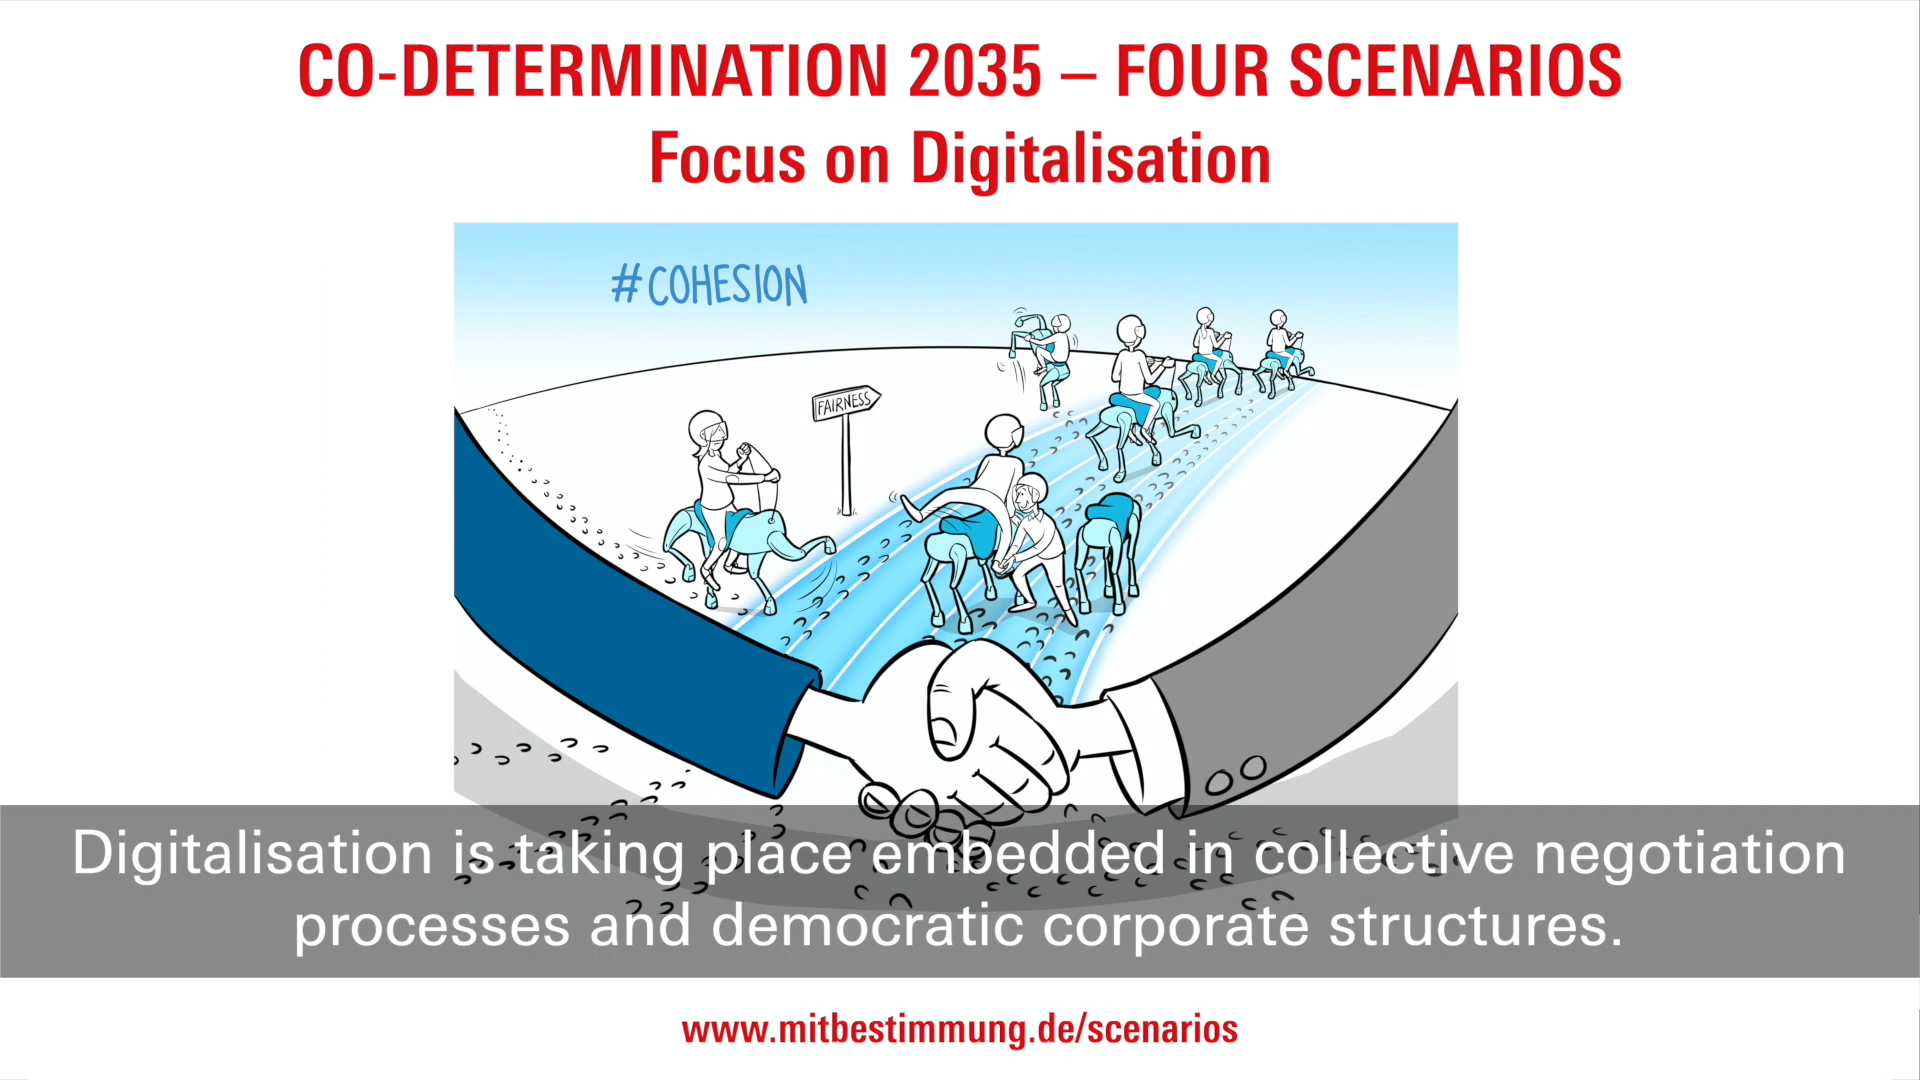 CO-DETERMINATION 2035 – FOUR SCENARIOS
Focus on Digitalisation
#COHESION
FAIRNESS
Digitalisation is taking place embedded in collective negotiation
processes and democratic corporate structures.
www.mitbestimmung.de/scenarios